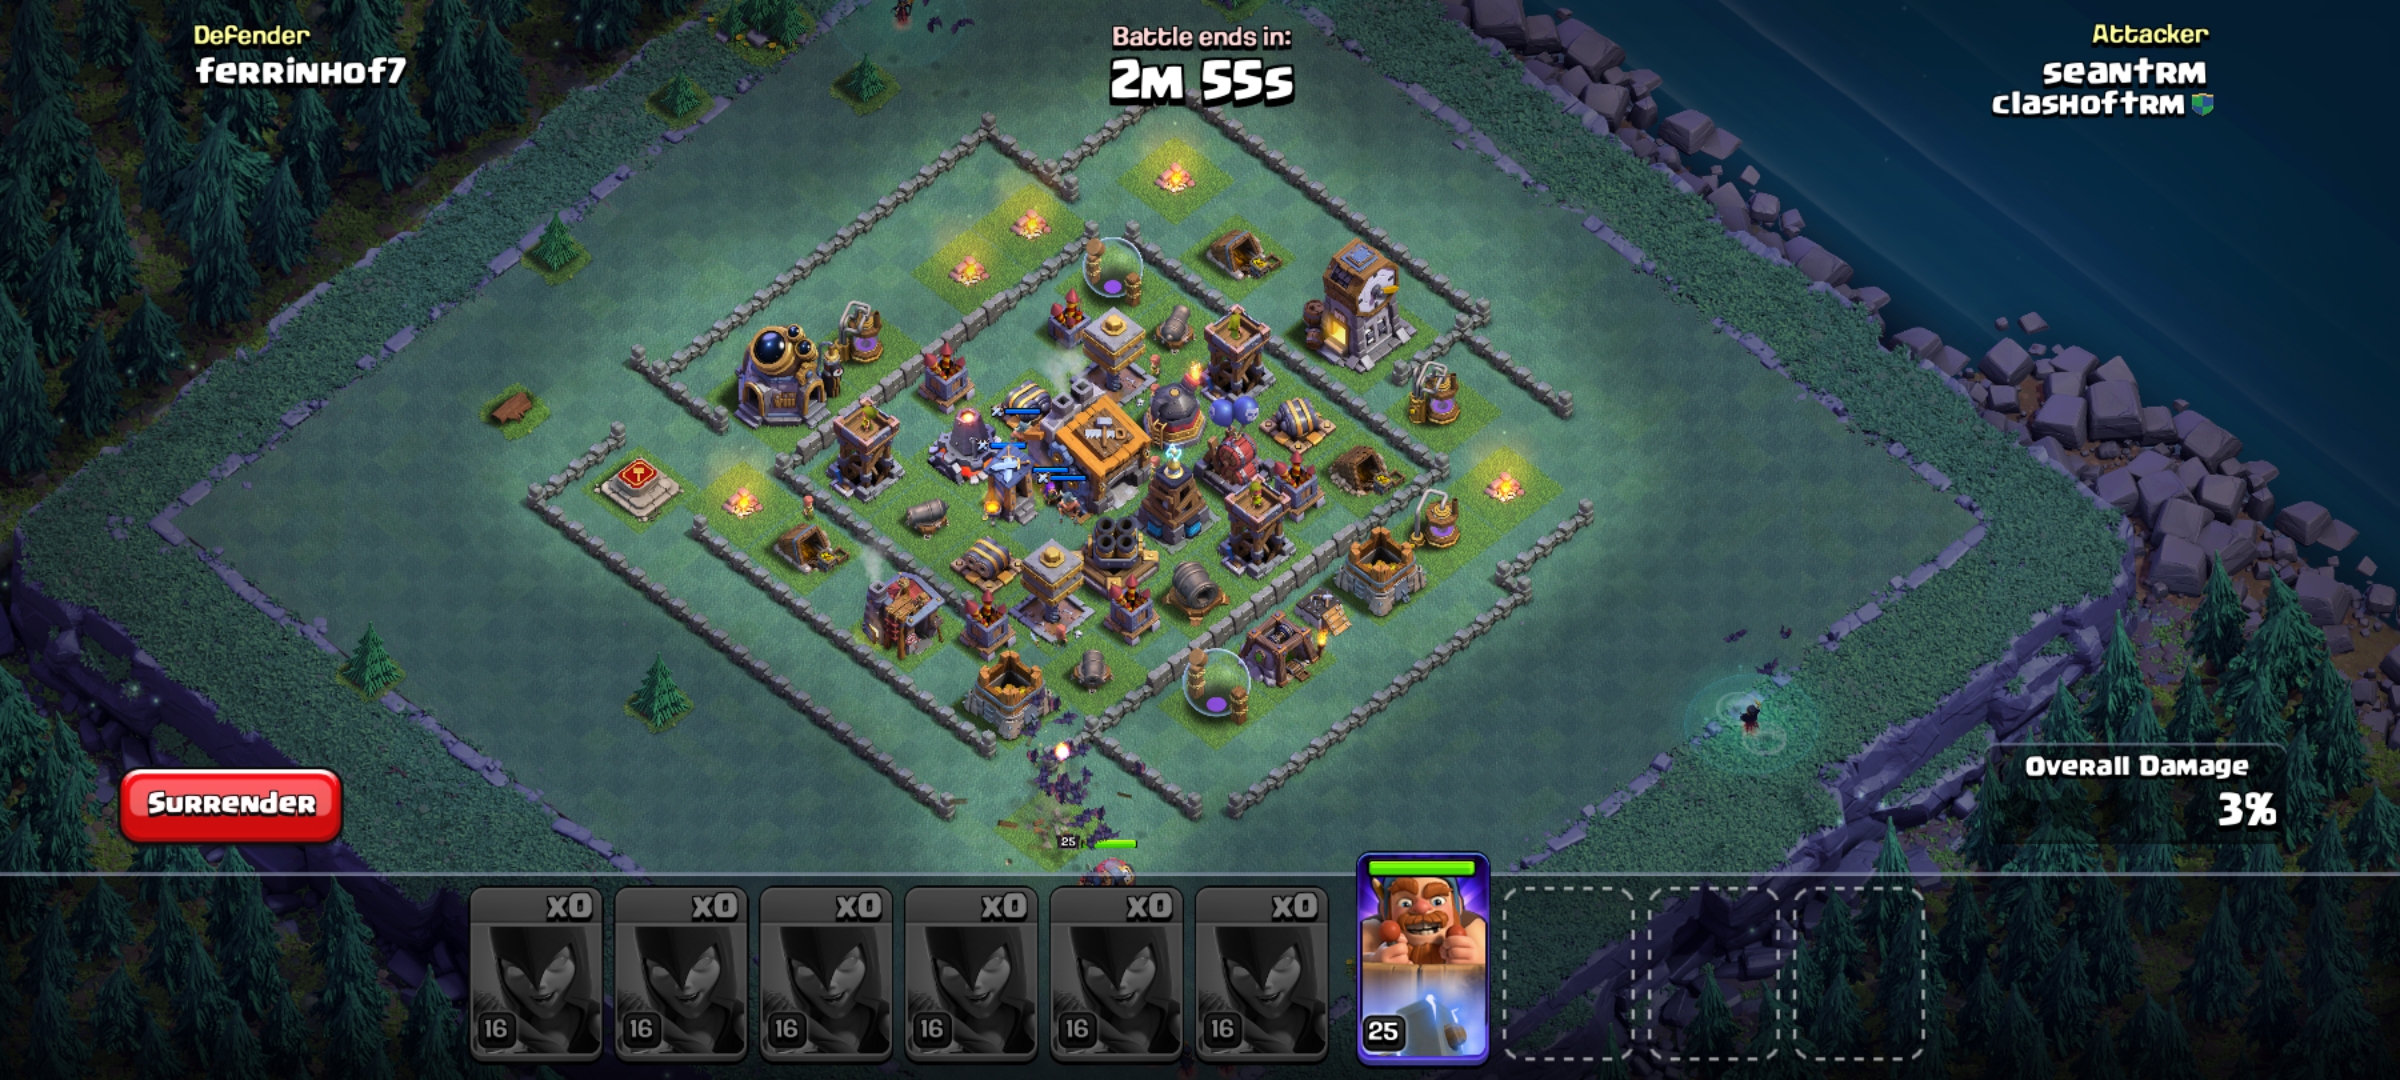 Defender
ferrinhof7
Battle ends in:
2m 55s
Attacker
seantrm
clashoftrm
Surrender
Overall Damage
3%
25
x0
x0
x0
x0
x0
x0
16
16
16
16
16
16
25